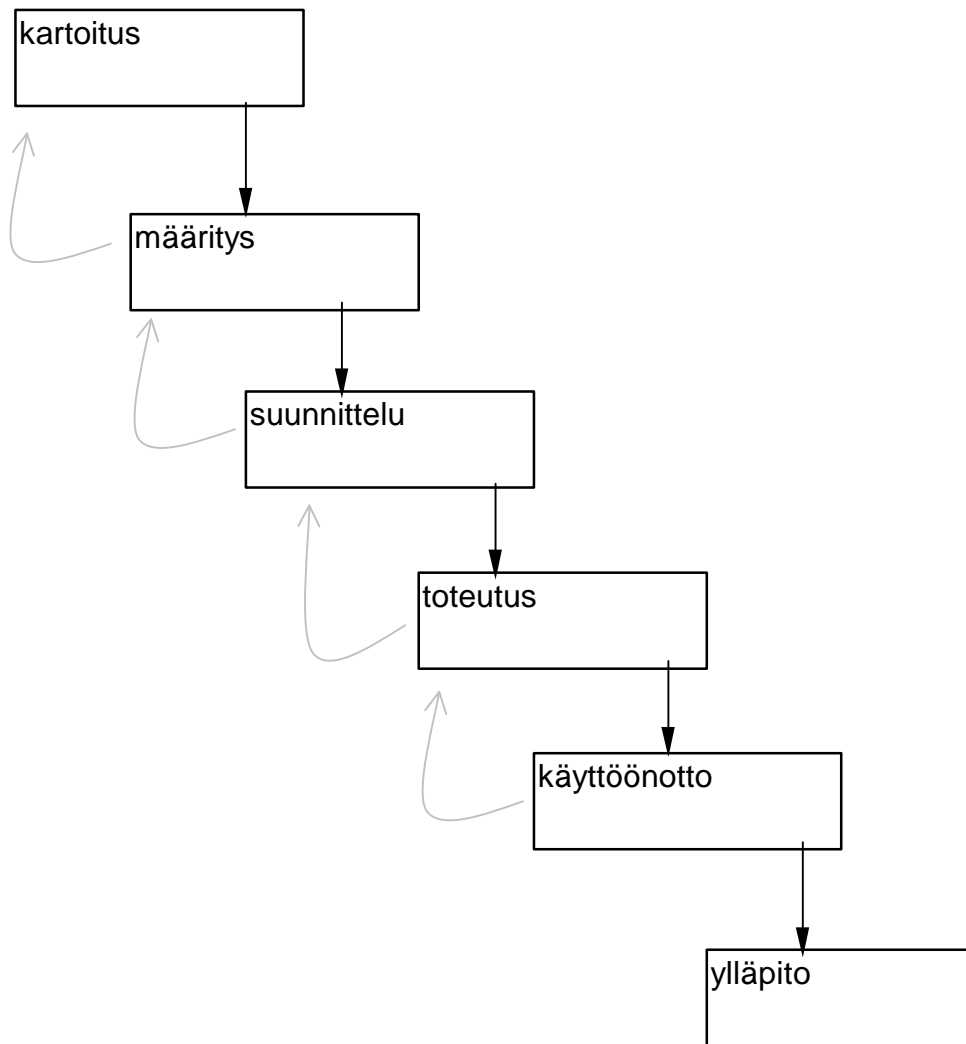 kartoitus
määritys
suunnittelu
toteutus
käyttöönotto
ylläpito